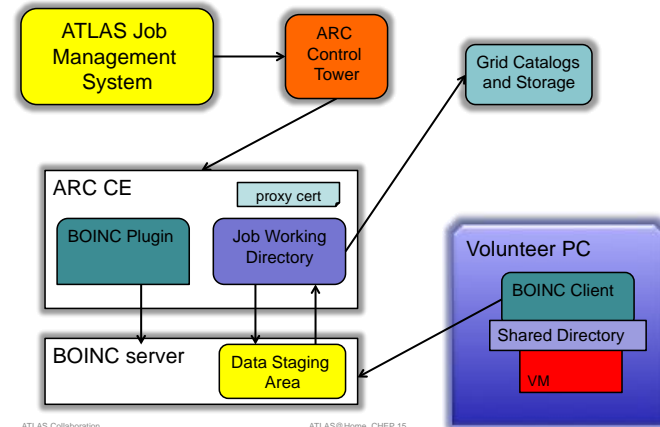 ATLAS Job
Management
System
ARC
Control
Tower
Grid Catalogs
and Storage
ARC CE
proxy cert
BOINC Plugin
Job Working
Directory
Volunteer PC
BOINC Client
Shared Directory
VM
BOINC server
Data Staging
Area
ATLAS Collaboration
ATLAS@Home, CHEP 15